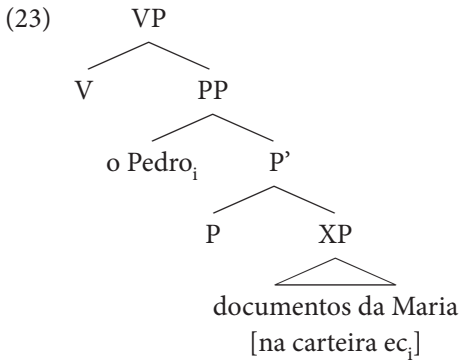 (23) VP
V PP
o Pedroi P’
P XP
documentos da Maria
[na carteira eci]